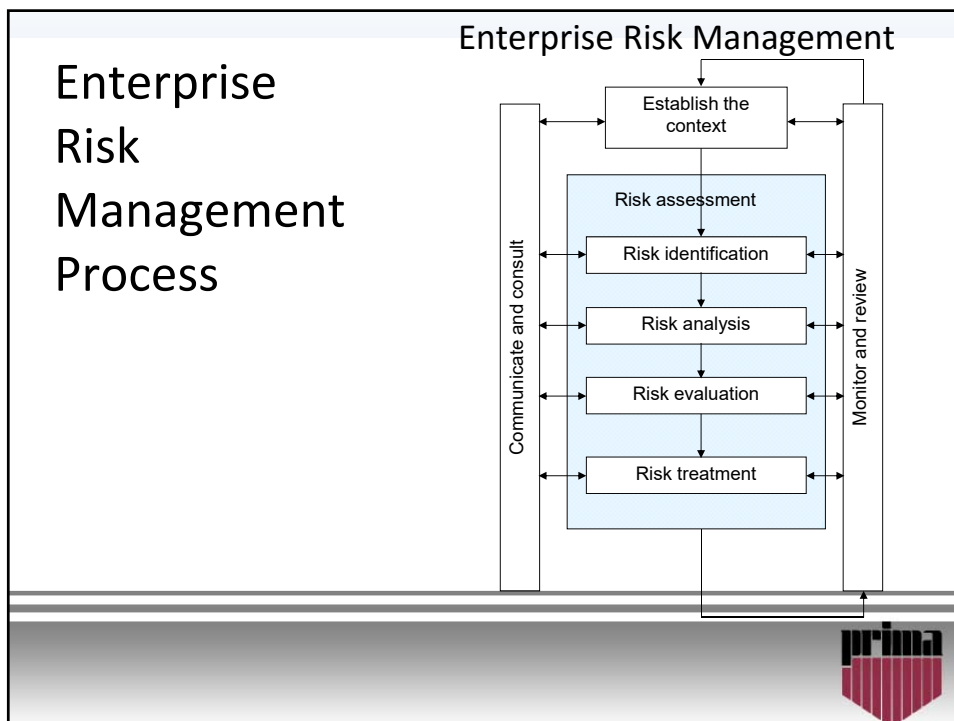 Enterprise Risk Management
Enterprise
Risk
Management
Process
Establish the
context
Risk assessment
Risk identification
Risk analysis
Risk evaluation
Risk treatment
Communicate and consult
Monitor and review
prima